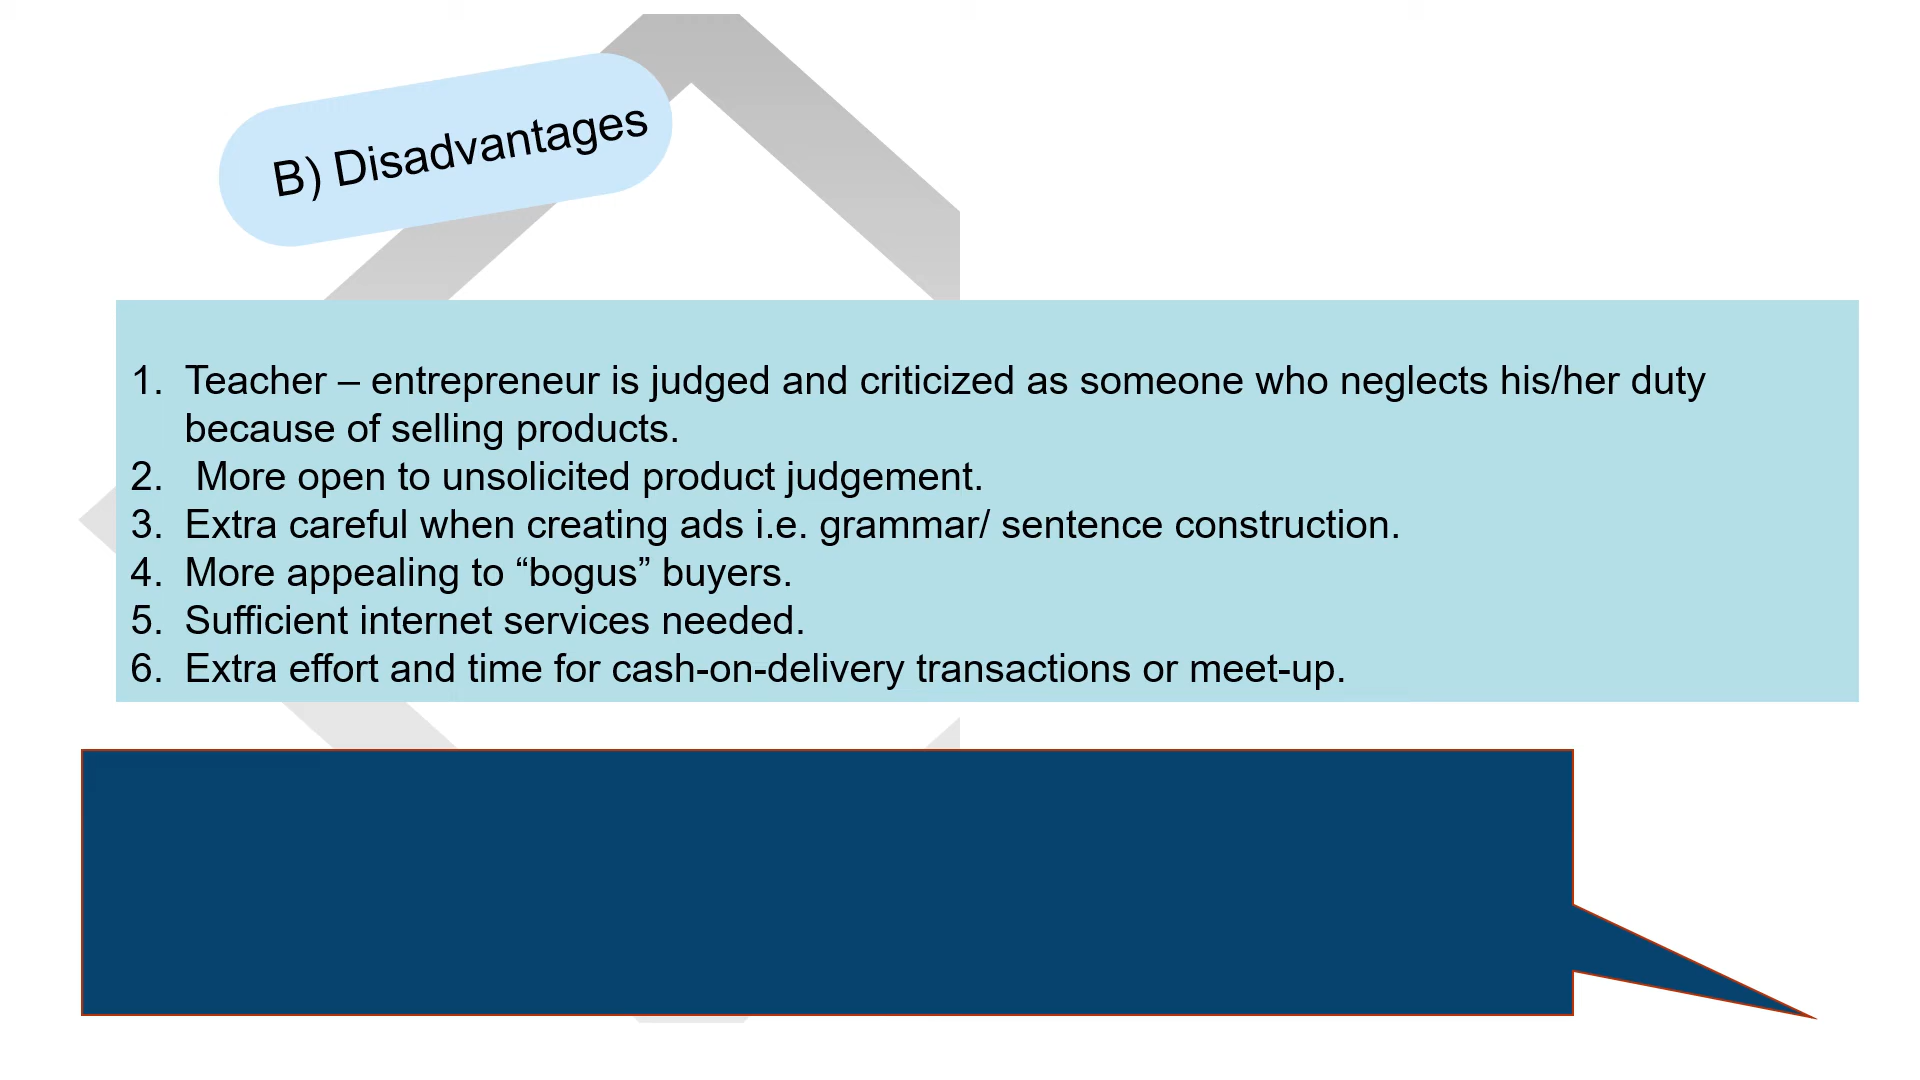 B) Disadvantages
1. Teacher – entrepreneur is judged and criticized as someone who neglects his/her duty
because of selling products.
2. More open to unsolicited product judgement.
3. Extra careful when creating ads i.e. grammar/ sentence construction.
4. More appealing to “bogus” buyers.
5. Sufficient internet services needed.
6. Extra effort and time for cash-on-delivery transactions or meet-up.